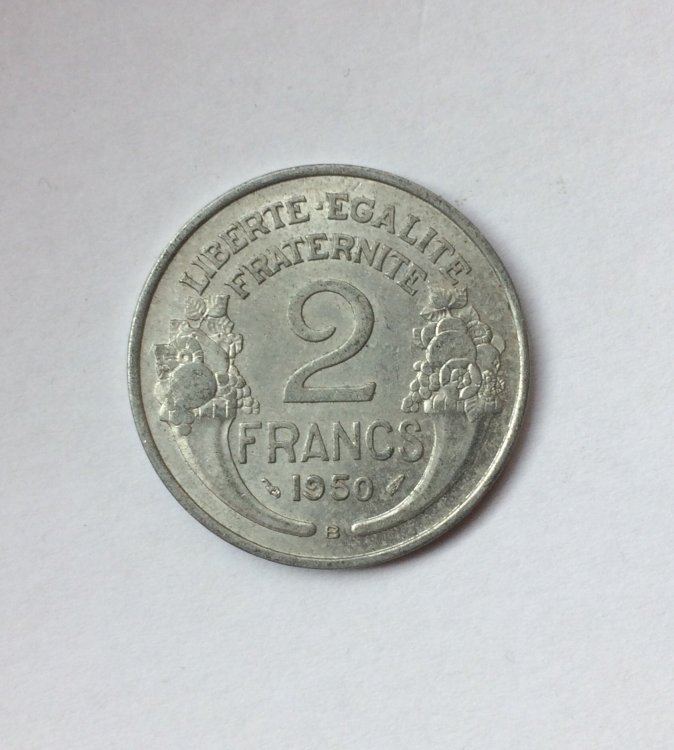 LIBERTE·EGALITE
FRATERNITE
2
FRANCS
1950
B